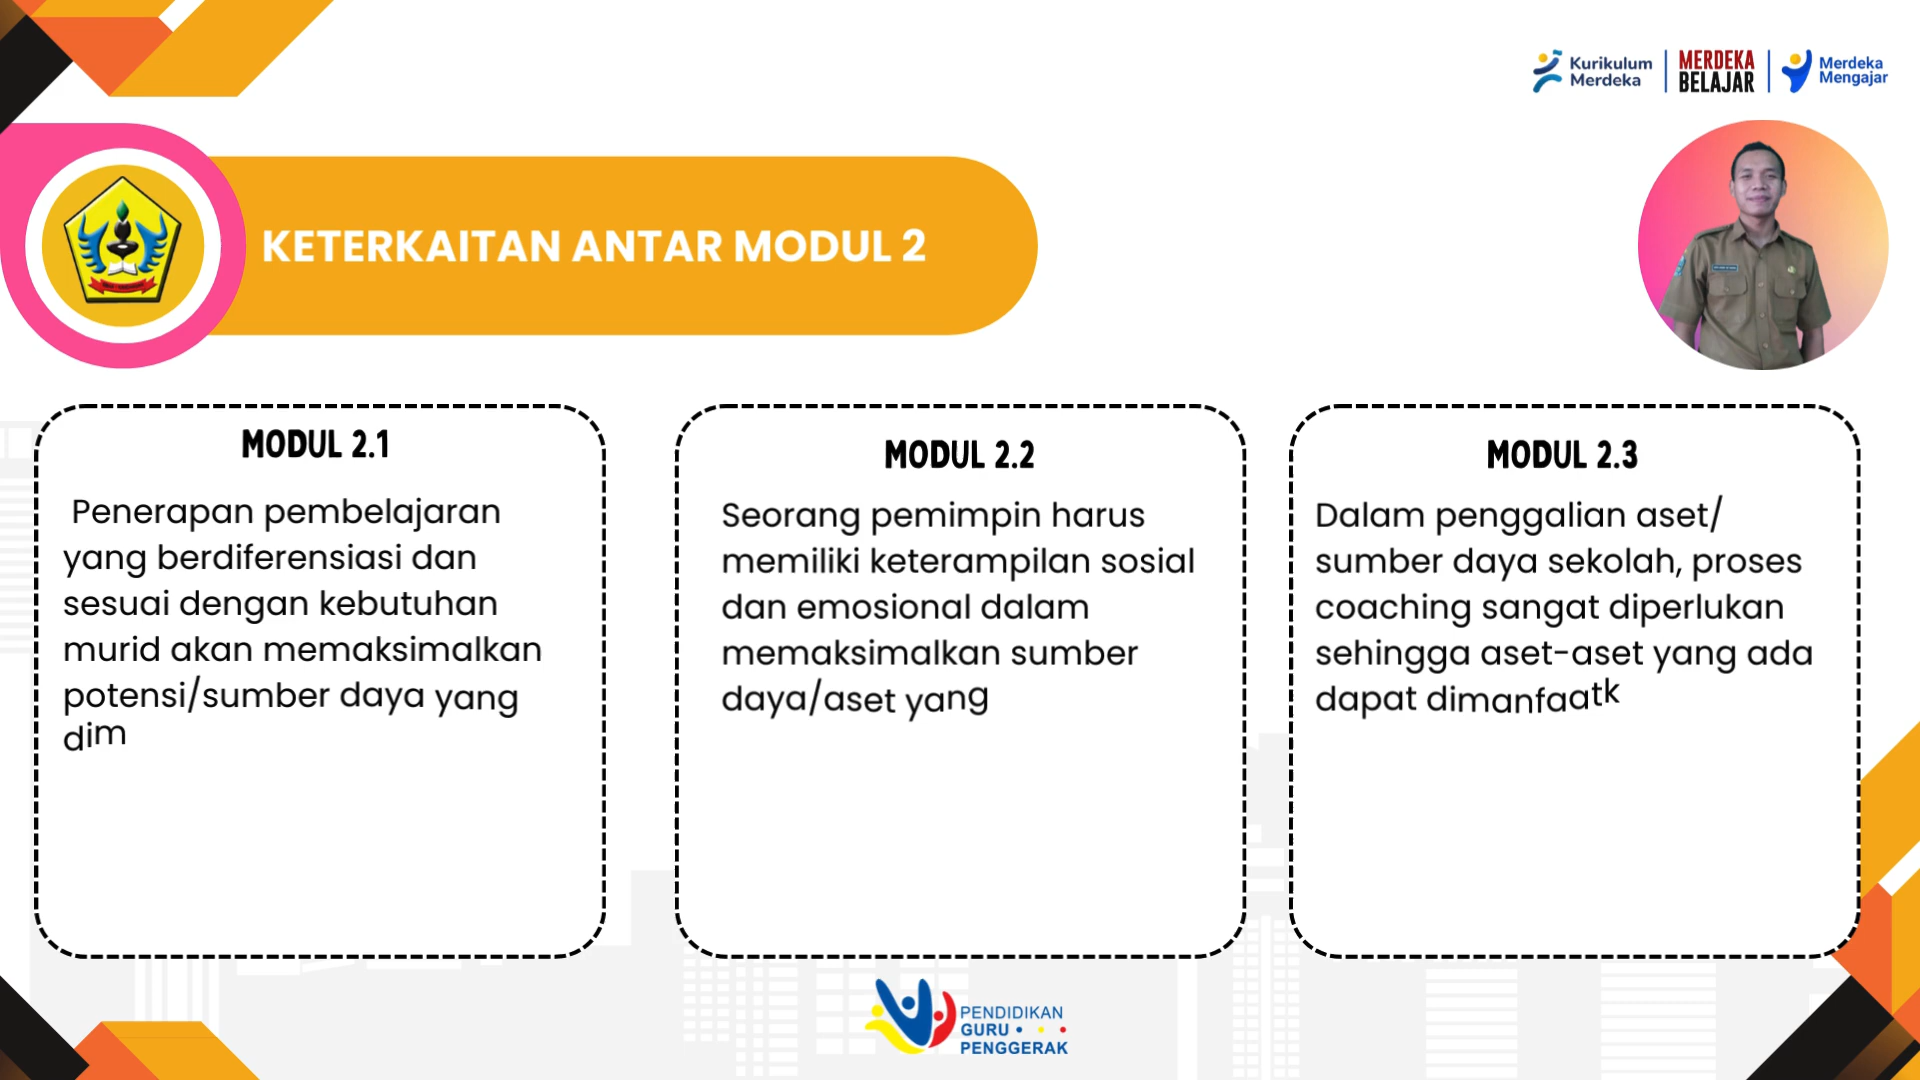 Kurikulum
Merdeka
MERDEKA
BELAJAR
Merdeka
Mengajar
KETERKAITAN ANTAR MODUL 2
MODUL 2.1
Penerapan pembelajaran
yang berdiferensiasi dan
sesuai dengan kebutuhan
murid akan memaksimalkan
potensi/sumber daya yang
dim
MODUL 2.2
Seorang pemimpin harus
memiliki keterampilan sosial
dan emosional dalam
memaksimalkan sumber
daya/aset yang
MODUL 2.3
Dalam penggalian aset/
sumber daya sekolah, proses
coaching sangat diperlukan
sehingga aset-aset yang ada
dapat dimanfaatk
PENDIDIKAN
GURU
PENGGERAK